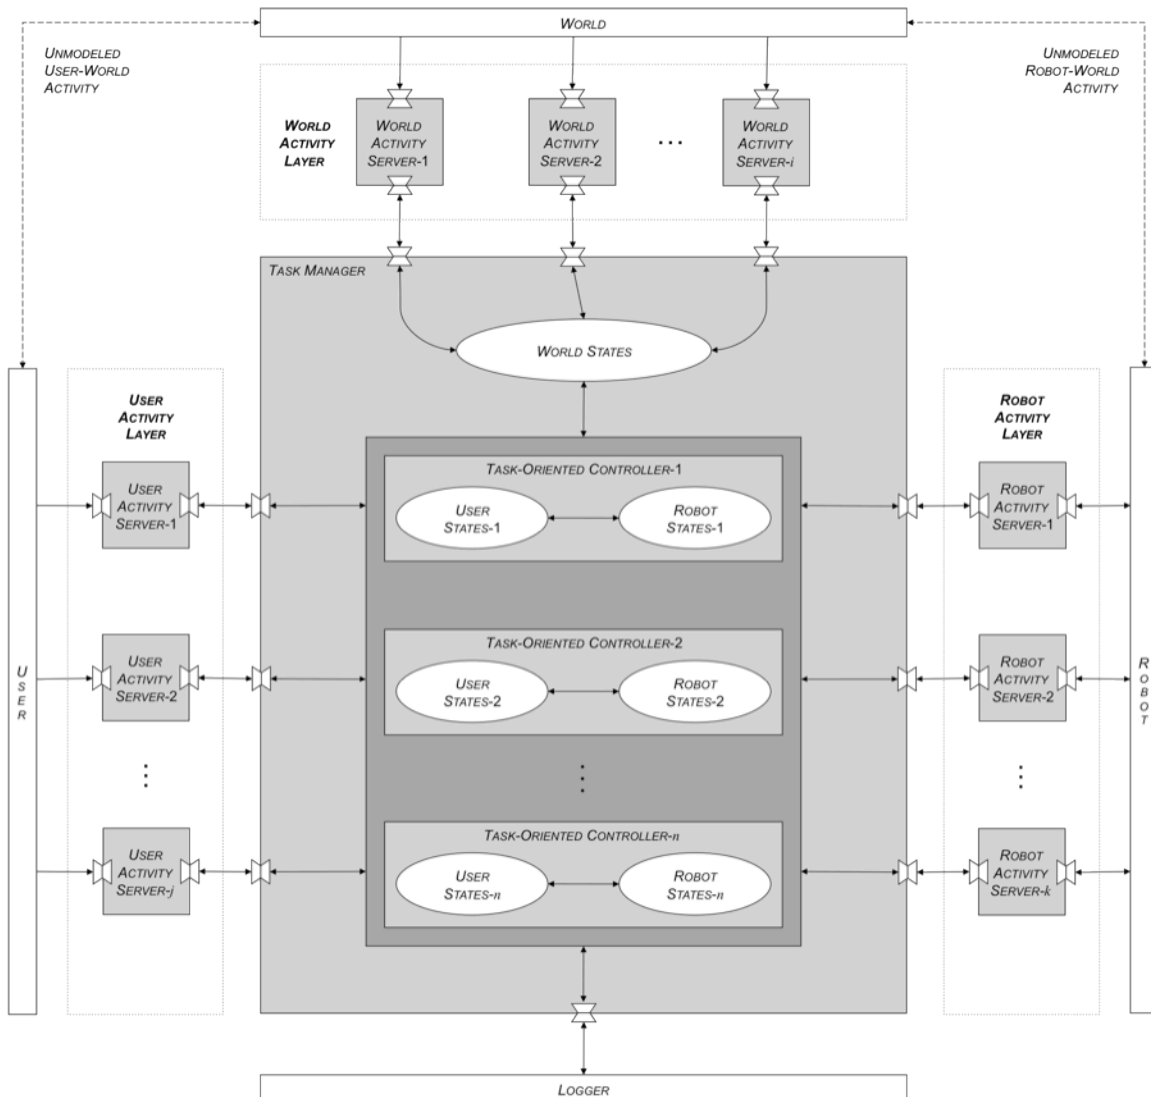 WORLD
UNMODELED
USER-WORLD
ACTIVITY
UNMODELED
ROBOT-WORLD
ACTIVITY
WORLD
ACTIVITY
LAYER
WORLD
ACTIVITY
SERVER-1
WORLD
ACTIVITY
SERVER-2
...
WORLD
ACTIVITY
SERVER-i
TASK MANAGER
WORLD STATES
USER
ACTIVITY
LAYER
ROBOT
ACTIVITY
LAYER
USER
ACTIVITY
SERVER-1
TASK-ORIENTED CONTROLLER-1
USER
STATES-1
ROBOT
STATES-1
ROBOT
ACTIVITY
SERVER-1
USER
USER
ACTIVITY
SERVER-2
TASK-ORIENTED CONTROLLER-2
USER
STATES-2
ROBOT
STATES-2
ROBOT
ACTIVITY
SERVER-2
ROBOT
USER
ACTIVITY
SERVER-j
TASK-ORIENTED CONTROLLER-n
USER
STATES-n
ROBOT
STATES-n
ROBOT
ACTIVITY
SERVER-k
LOGGER